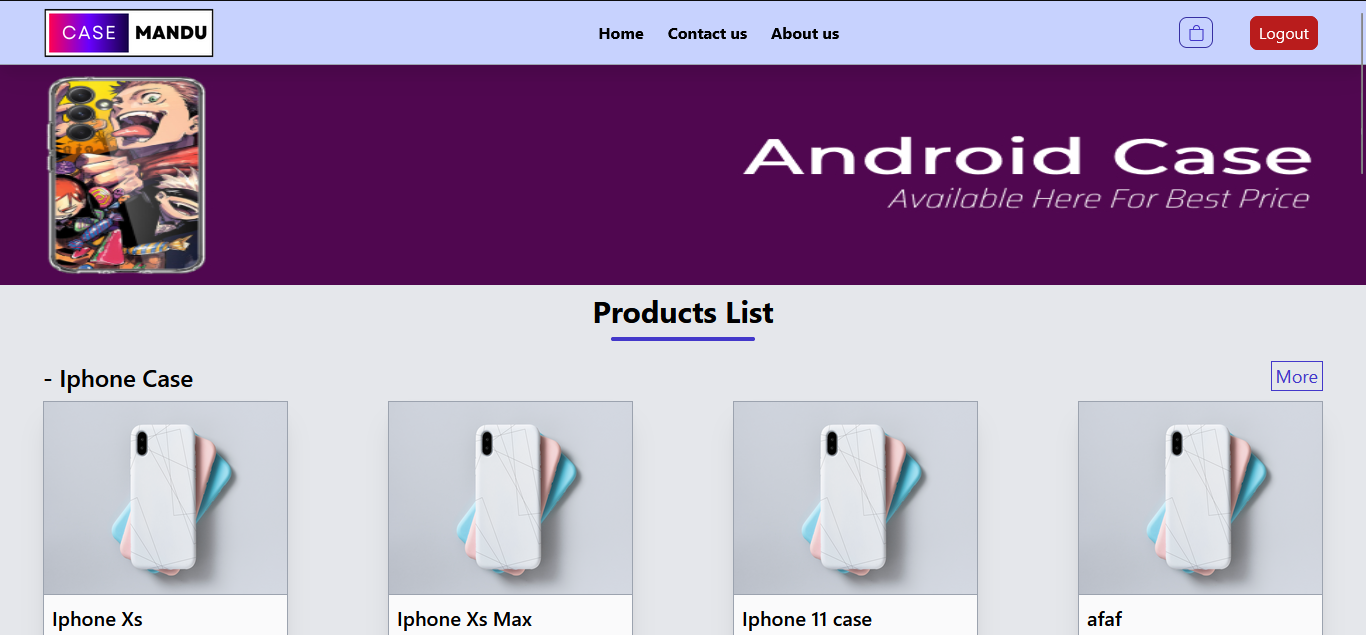 CASE MANDU
Home Contact us About us
Logout
Android Case
Available Here For Best Price
Products List
- Iphone Case
More
Iphone Xs
Iphone Xs Max
Iphone 11 case
afaf